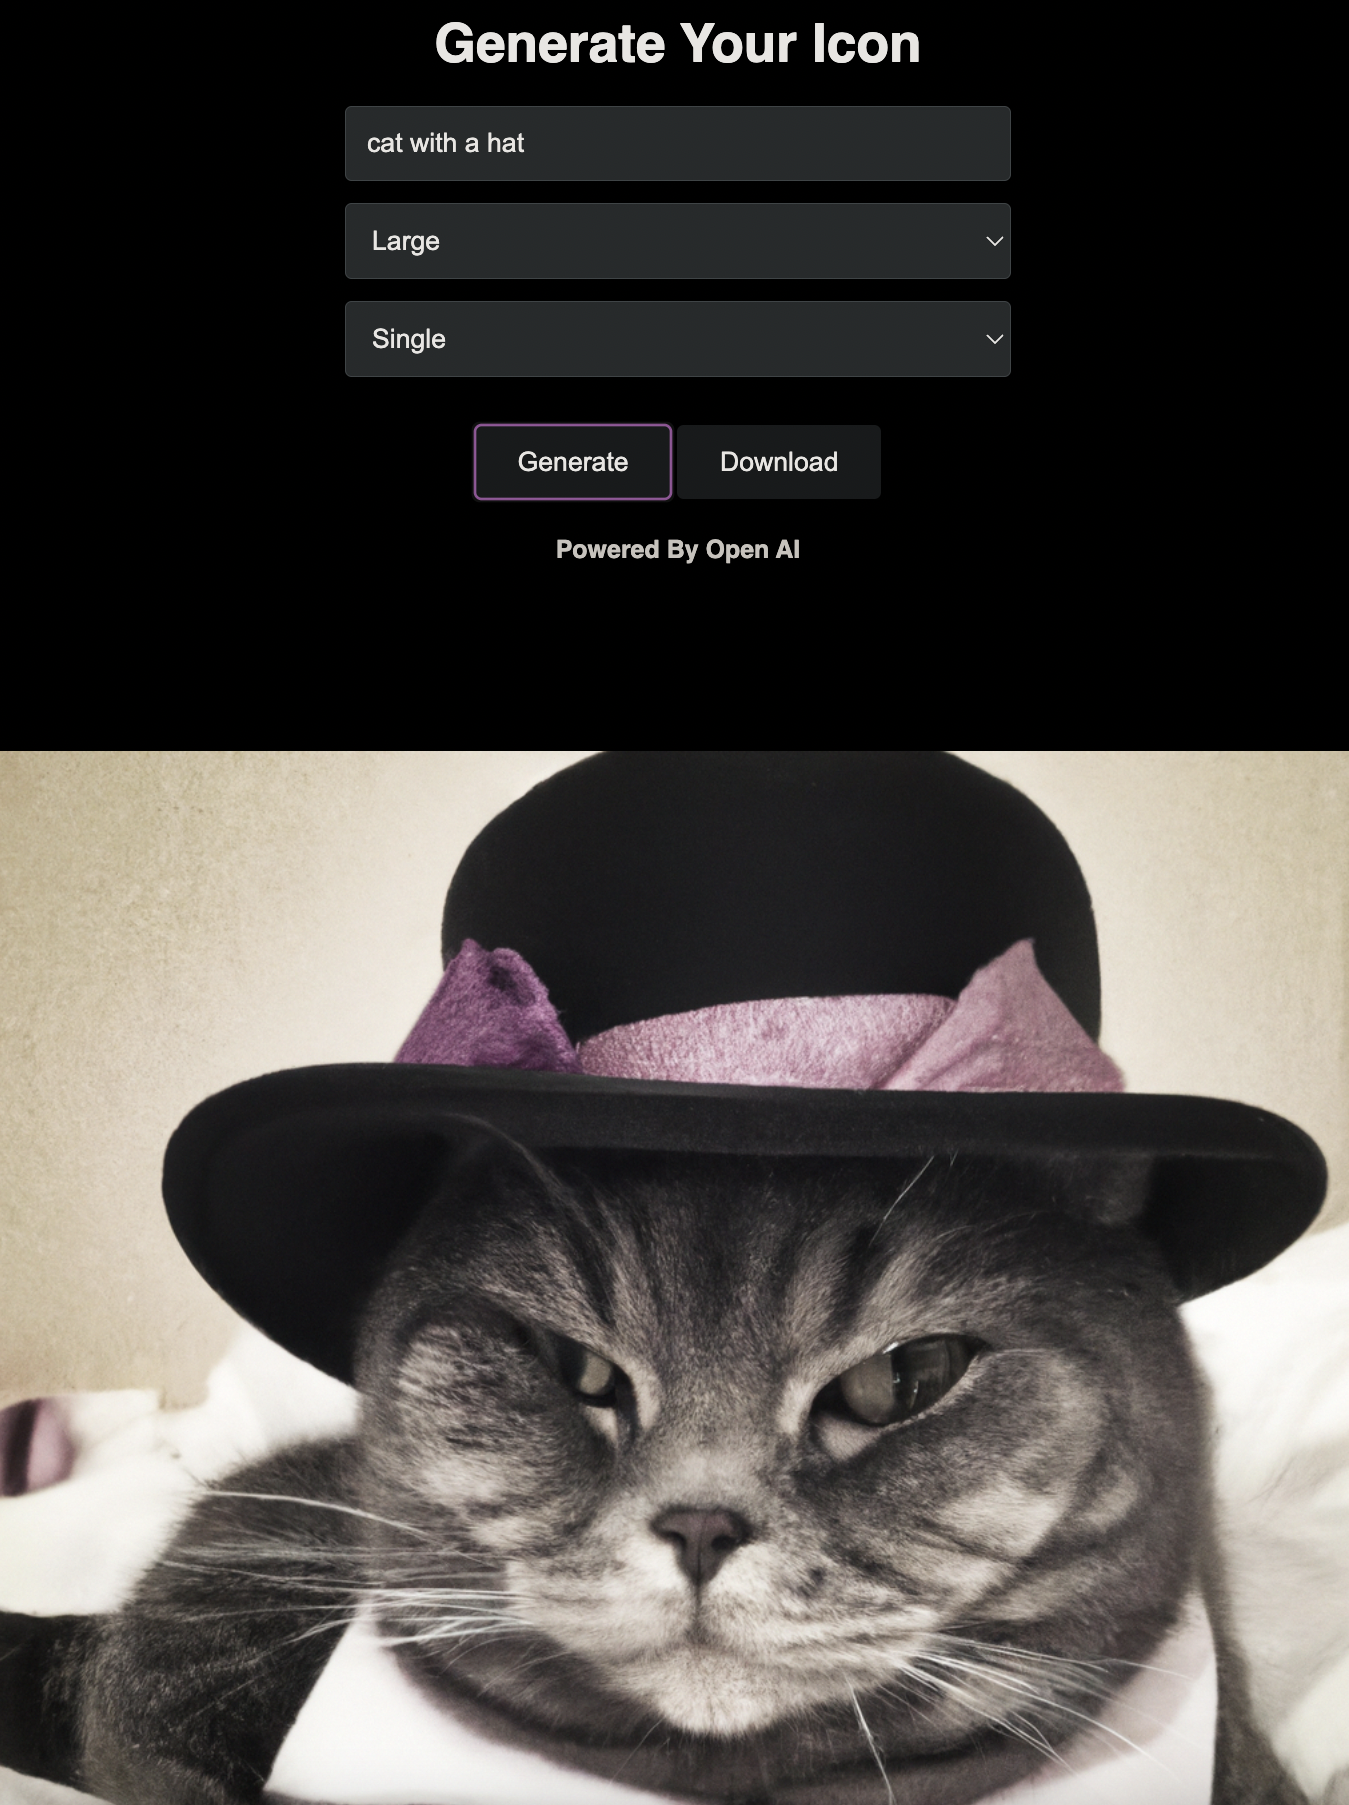 Generate Your Icon
cat with a hat
Large
Single
Generate
Download
Powered By Open AI